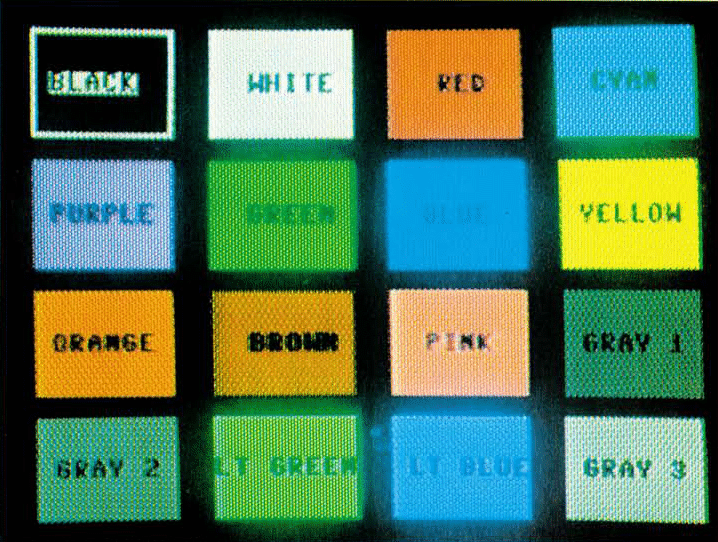 BLACK WHITE RED CYAN
PURPLE GREEN BLUE YELLOW
ORANGE BROWN PINK GRAY 1
GRAY 2 LT GREEN LT BLUE GRAY 3